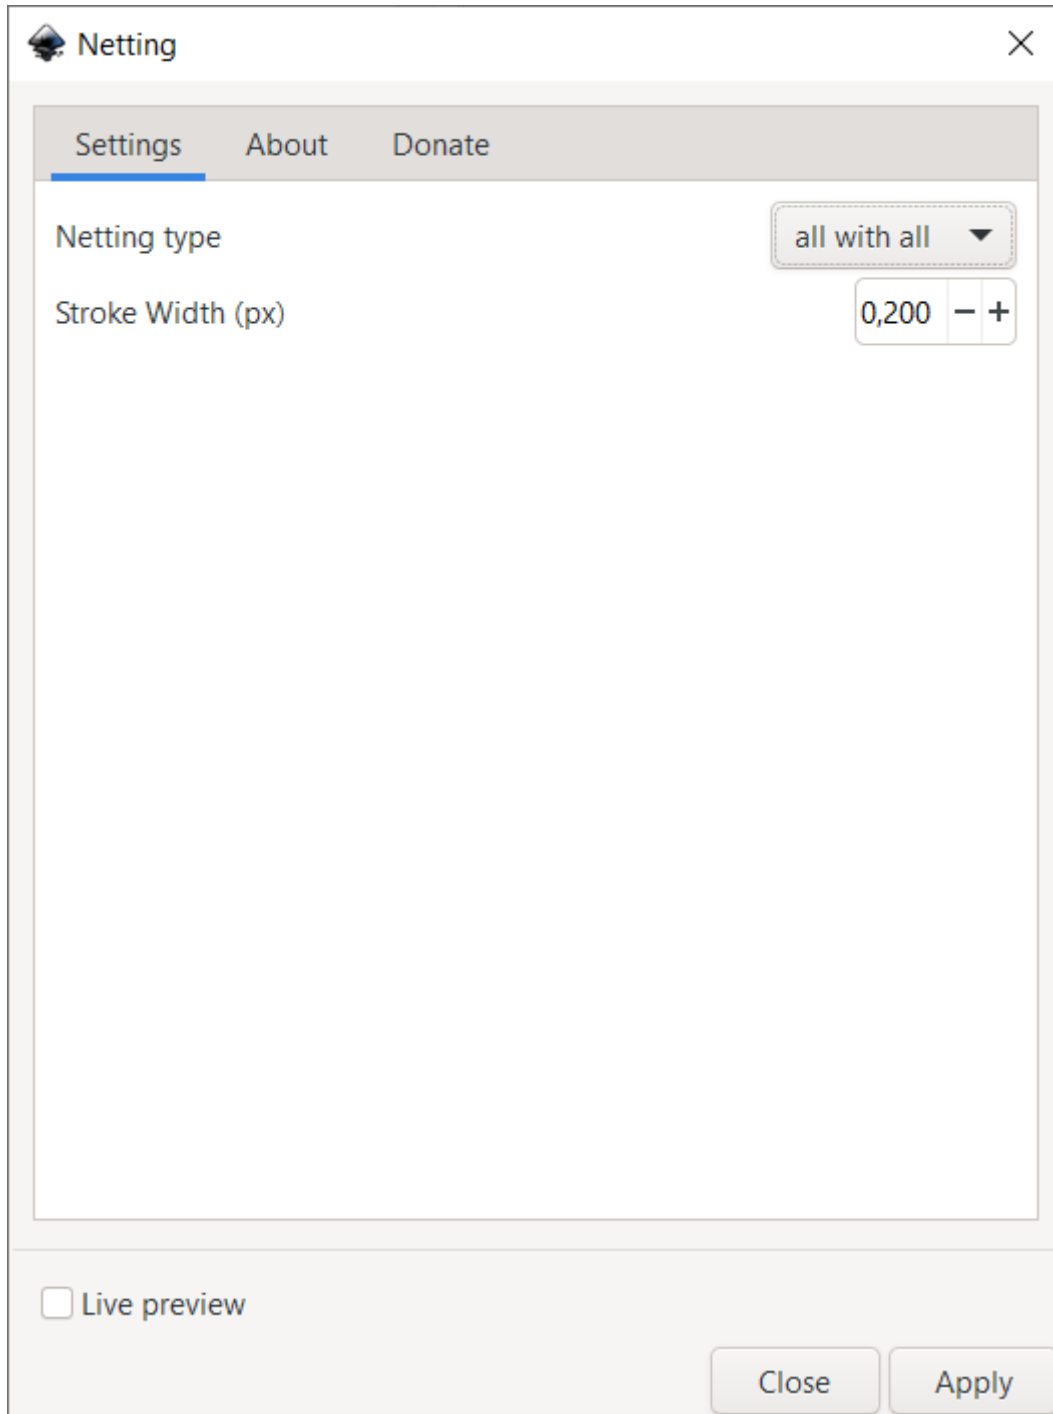 Netting
Settings About Donate
Netting type all with all
Stroke Width (px) 0,200
Live preview
Close Apply